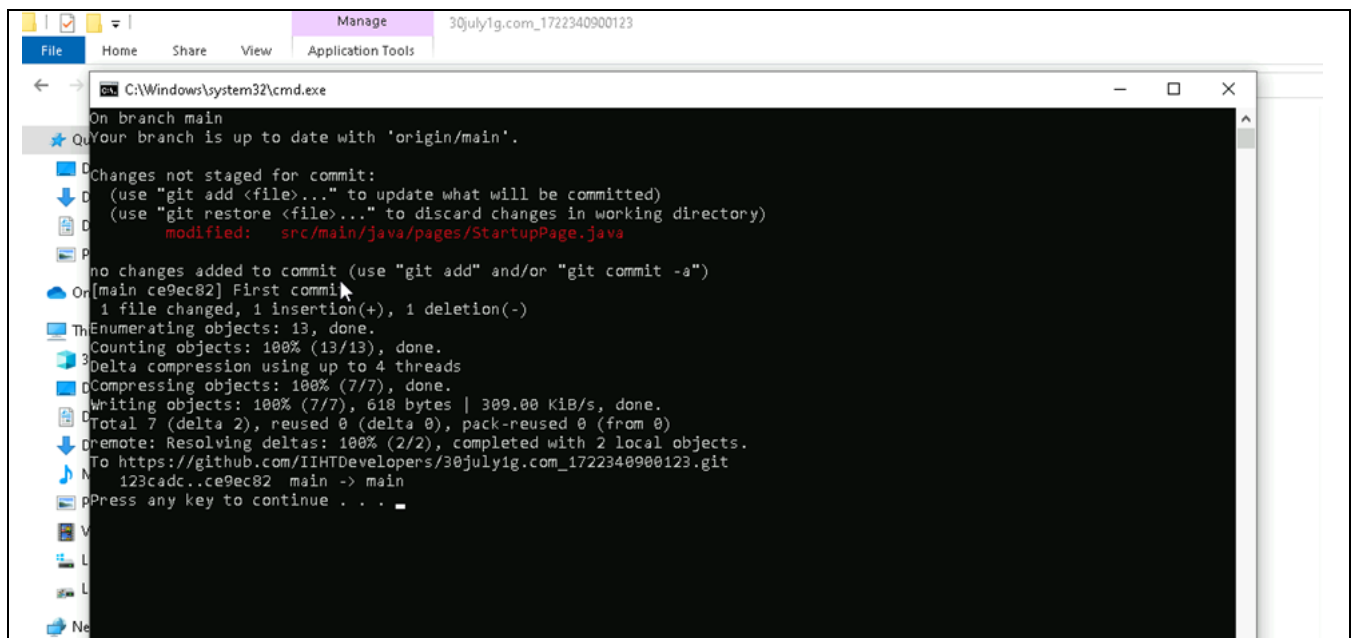 Manage
30july1g.com_1722340900123
File Home Share View Application Tools
C:\Windows\system32\cmd.exe
On branch main
Your branch is up to date with 'origin/main'.
Changes not staged for commit:
(use "git add <file>..." to update what will be committed)
(use "git restore <file>..." to discard changes in working directory)
modified: src/main/java/pages/StartupPage.java
no changes added to commit (use "git add" and/or "git commit -a")
[main ce9ec82] First commit
1 file changed, 1 insertion(+), 1 deletion(-)
Enumerating objects: 13, done.
Counting objects: 100% (13/13), done.
Delta compression using up to 4 threads
Compressing objects: 100% (7/7), done.
Writing objects: 100% (7/7), 618 bytes | 309.00 KiB/s, done.
Total 7 (delta 2), reused 0 (delta 0), pack-reused 0 (from 0)
remote: Resolving deltas: 100% (2/2), completed with 2 local objects.
To https://github.com/IIHTDevelopers/30july1g.com_1722340900123.git
123cadc..ce9ec82 main -> main
Press any key to continue . . .